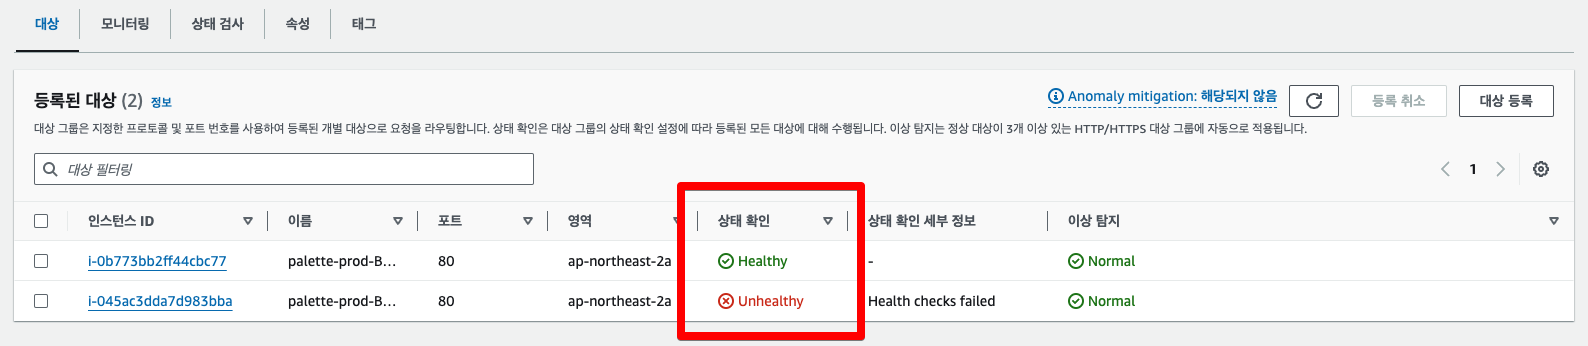 대상 모니터링 상태 검사 속성 태그
등록된 대상 (2) 정보
Anomaly mitigation: 해당되지 않음 등록 취소 대상 등록
대상 그룹은 지정한 프로토콜 및 포트 번호를 사용하여 등록된 개별 대상으로 요청을 라우팅합니다. 상태 확인은 대상 그룹의 상태 확인 설정에 따라 등록된 모든 대상에 대해 수행됩니다. 이상 탐지는 정상 대상이 3개 이상 있는 HTTP/HTTPS 대상 그룹에 자동으로 적용됩니다.
대상 필터링
1
인스턴스 ID 이름 포트 영역 상태 확인 상태 확인 세부 정보 이상 탐지
i-0b773bb2ff44cbc77 palette-prod-B... 80 ap-northeast-2a Healthy - Normal
i-045ac3dda7d983bba palette-prod-B... 80 ap-northeast-2a Unhealthy Health checks failed Normal